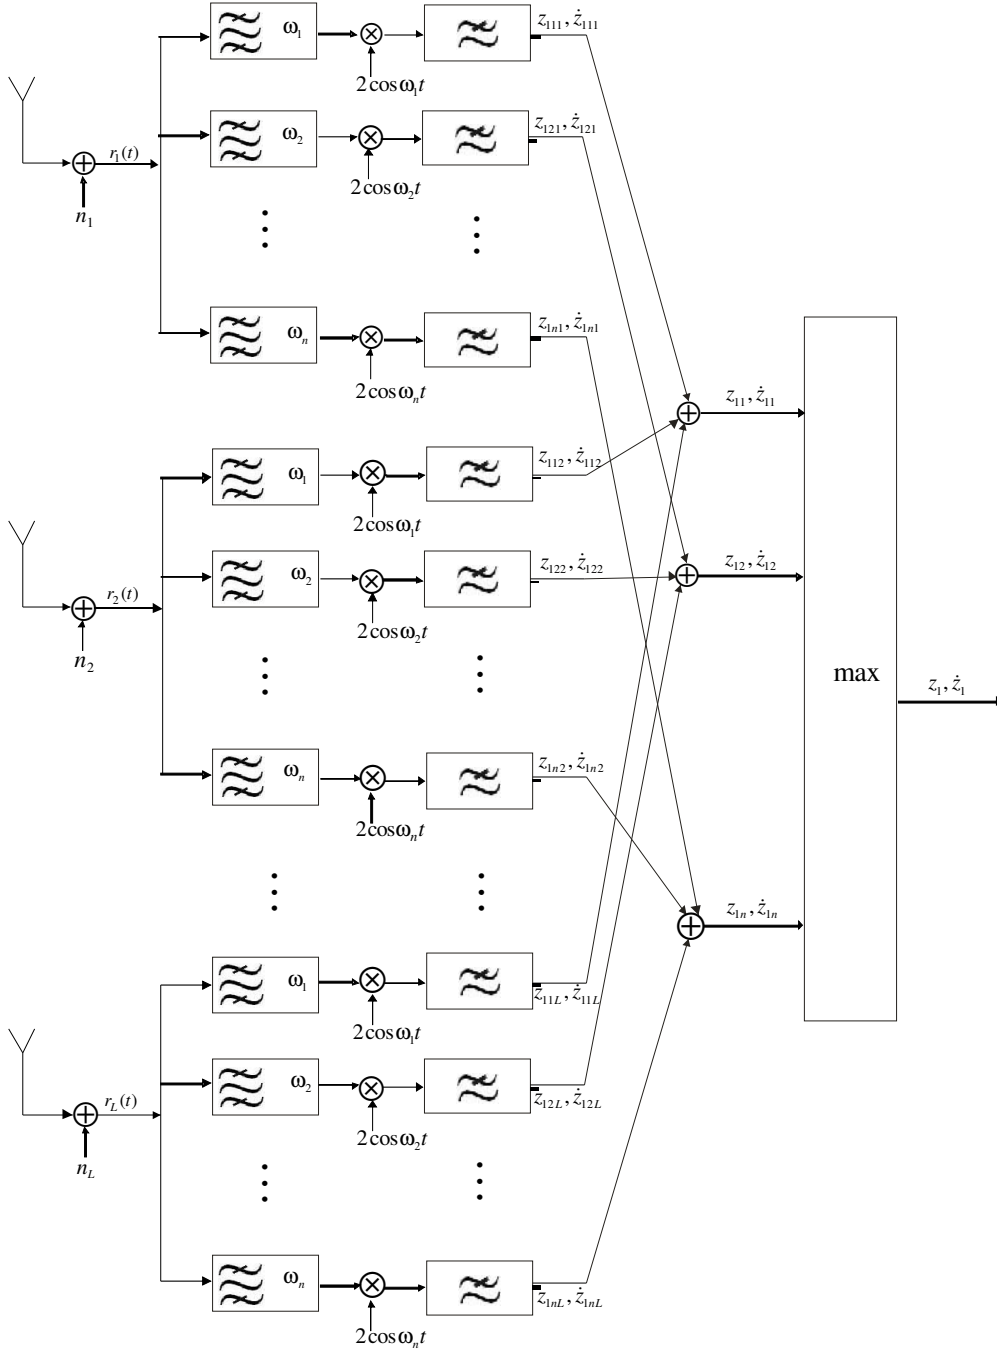 ω₁
z₁₁₁, ż₁₁₁
2cosω₁t
ω₂
z₁₂₁, ż₁₂₁
r₁(t)
2cosω₂t
n₁
ωₙ
z₁ₙ₁, ż₁ₙ₁
2cosωₙt
z₁₁, ż₁₁
ω₁
z₁₁₂, ż₁₁₂
2cosω₁t
ω₂
z₁₂₂, ż₁₂₂
z₁₂, ż₁₂
r₂(t)
2cosω₂t
n₂
max
z₁, ż₁
ωₙ
z₁ₙ₂, ż₁ₙ₂
2cosωₙt
z₁ₙ, ż₁ₙ
ω₁
z₁₁L, ż₁₁L
2cosω₁t
ω₂
z₁₂L, ż₁₂L
r_L(t)
2cosω₂t
n_L
ωₙ
z₁ₙL, ż₁ₙL
2cosωₙt